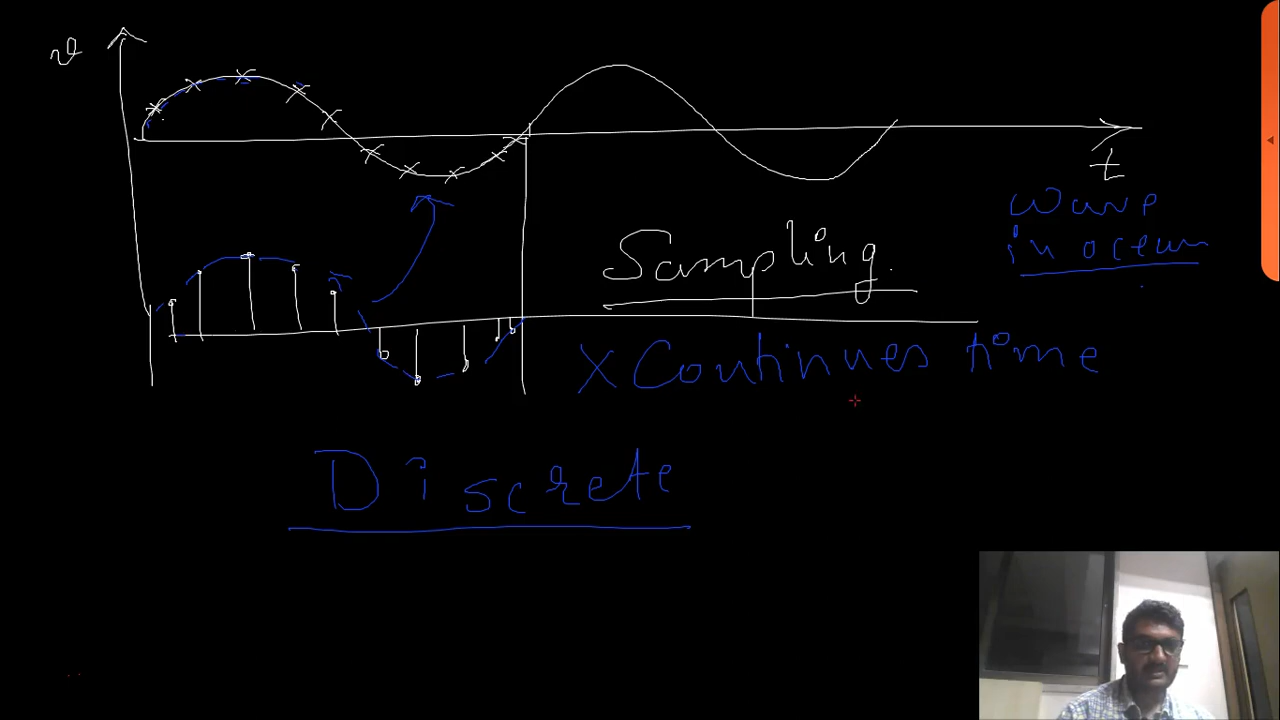 v
t
wave
in ocean
Sampling.
X Continues time
Discrete